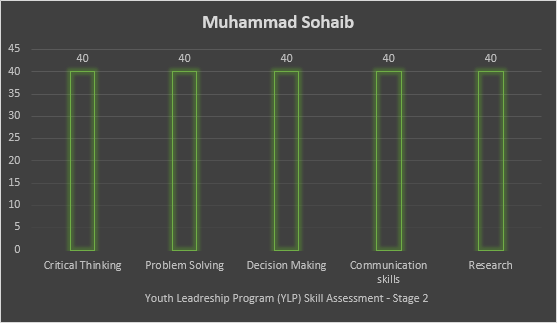 Muhammad Sohaib
45
40
35
30
25
20
15
10
5
0
40 40 40 40 40
Critical Thinking Problem Solving Decision Making Communication skills Research
Youth Leadreship Program (YLP) Skill Assessment - Stage 2